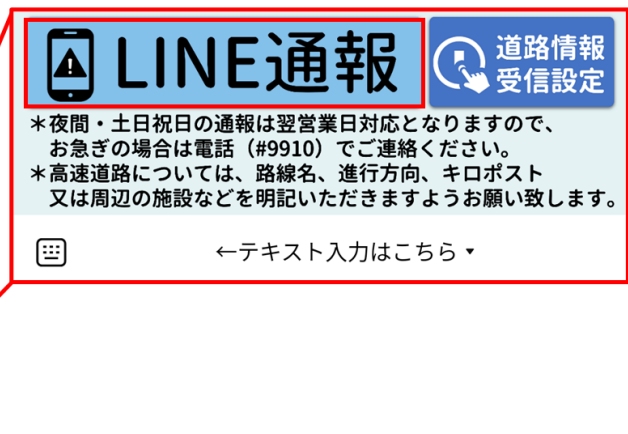 LINE通報
道路情報
受信設定
＊夜間・土日祝日の通報は翌営業日対応となりますので、
お急ぎの場合は電話（#9910）でご連絡ください。
＊高速道路については、路線名、進行方向、キロポスト
又は周辺の施設などを明記いただきますようお願い致します。
←テキスト入力はこちら▼